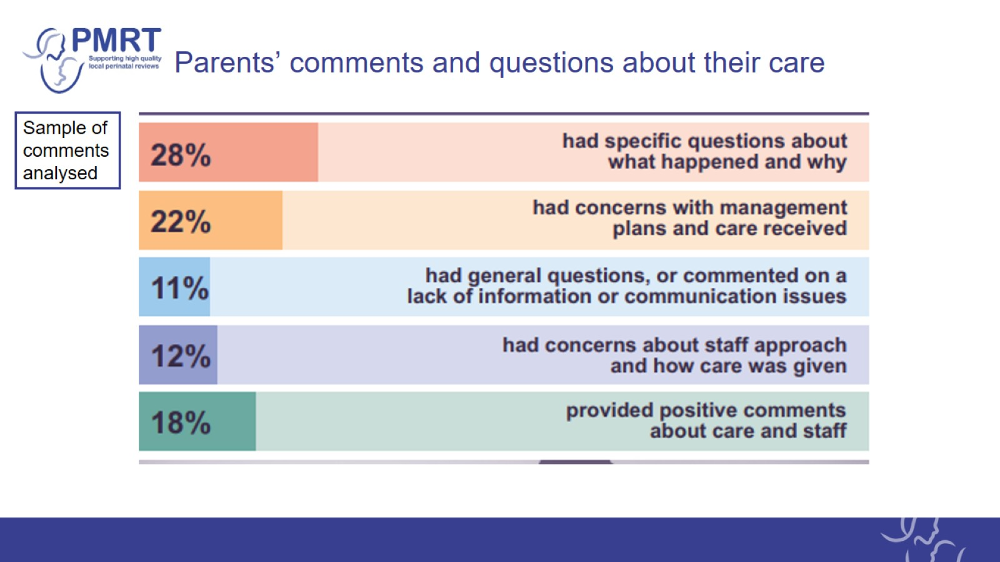 PMRT
Supporting high quality
local perinatal reviews
Parents’ comments and questions about their care
Sample of
comments
analysed
28%
had specific questions about
what happened and why
22%
had concerns with management
plans and care received
11%
had general questions, or commented on a
lack of information or communication issues
12%
had concerns about staff approach
and how care was given
18%
provided positive comments
about care and staff